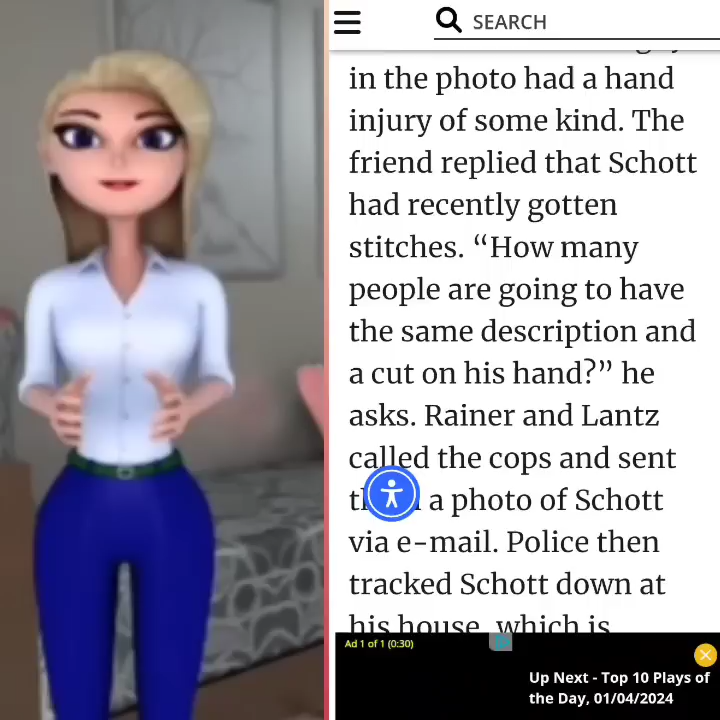 SEARCH
in the photo had a hand
injury of some kind. The
friend replied that Schott
had recently gotten
stitches. “How many
people are going to have
the same description and
a cut on his hand?” he
asks. Rainer and Lantz
called the cops and sent
a photo of Schott
via e-mail. Police then
tracked Schott down at
his house, which is
Ad 1 of 1 (0:30)
Up Next - Top 10 Plays of
the Day, 01/04/2024